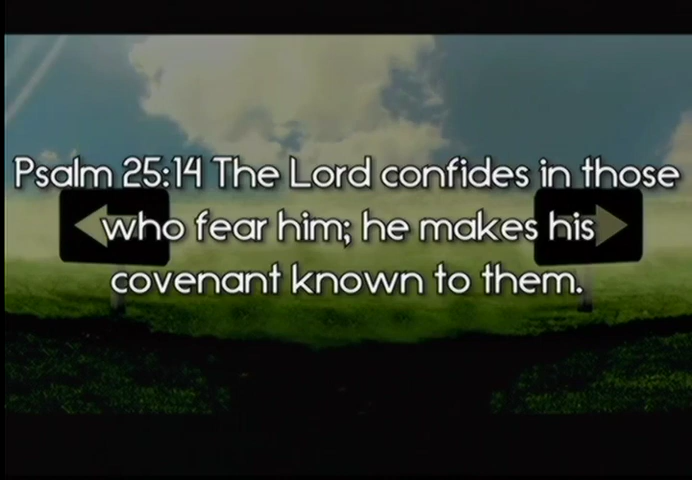 Psalm 25:14 The Lord confides in those
who fear him; he makes his
covenant known to them.